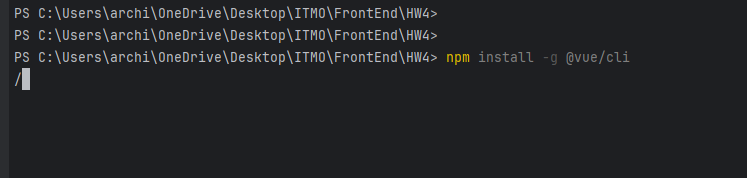 PS C:\Users\archi\OneDrive\Desktop\ITMO\FrontEnd\HW4>
PS C:\Users\archi\OneDrive\Desktop\ITMO\FrontEnd\HW4>
PS C:\Users\archi\OneDrive\Desktop\ITMO\FrontEnd\HW4> npm install -g @vue/cli
/